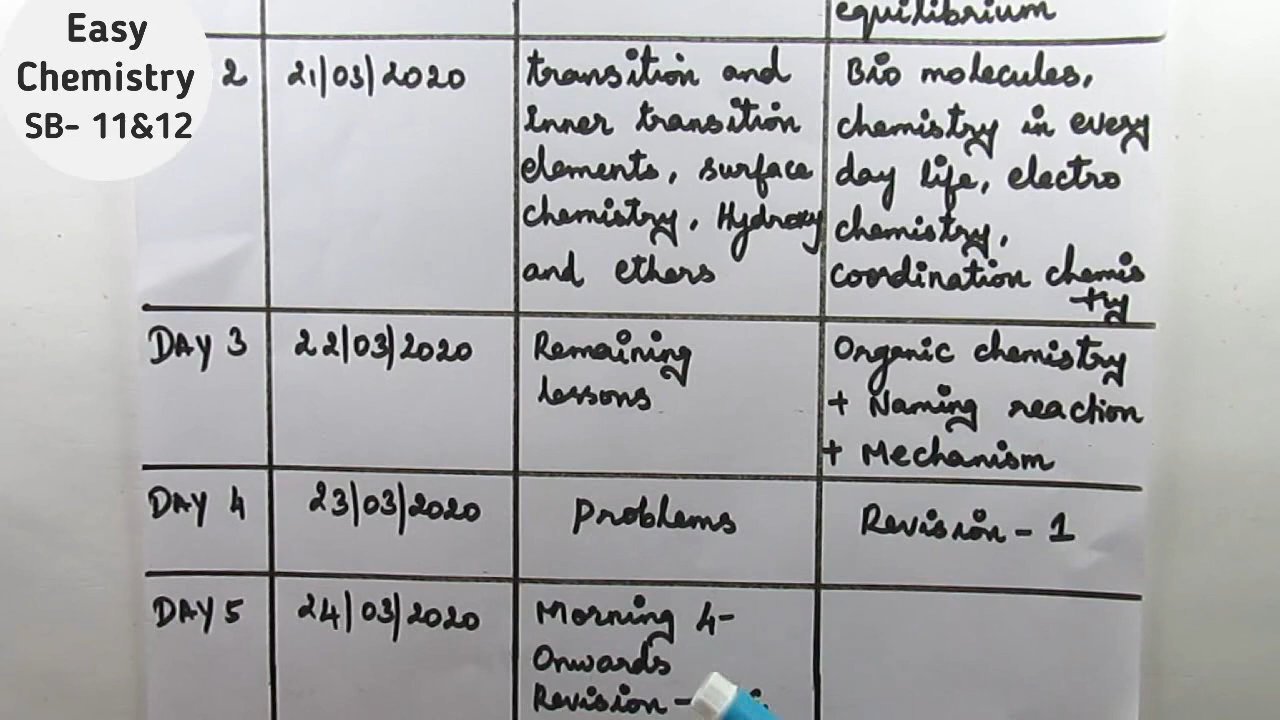 Easy
Chemistry
SB- 11&12
equilibrium
2
21/03/2020
transition and
inner transition
elements, surface
chemistry, Hydroxy
and ethers
Bio molecules,
chemistry in every
day life, electro
chemistry,
coordination chemis
try
DAY 3
22/03/2020
Remaining
lessons
Organic chemistry
+ Naming reaction
+ Mechanism
DAY 4
23/03/2020
Problems
Revision - 1
DAY 5
24/03/2020
Morning 4-
Onwards
Revision -